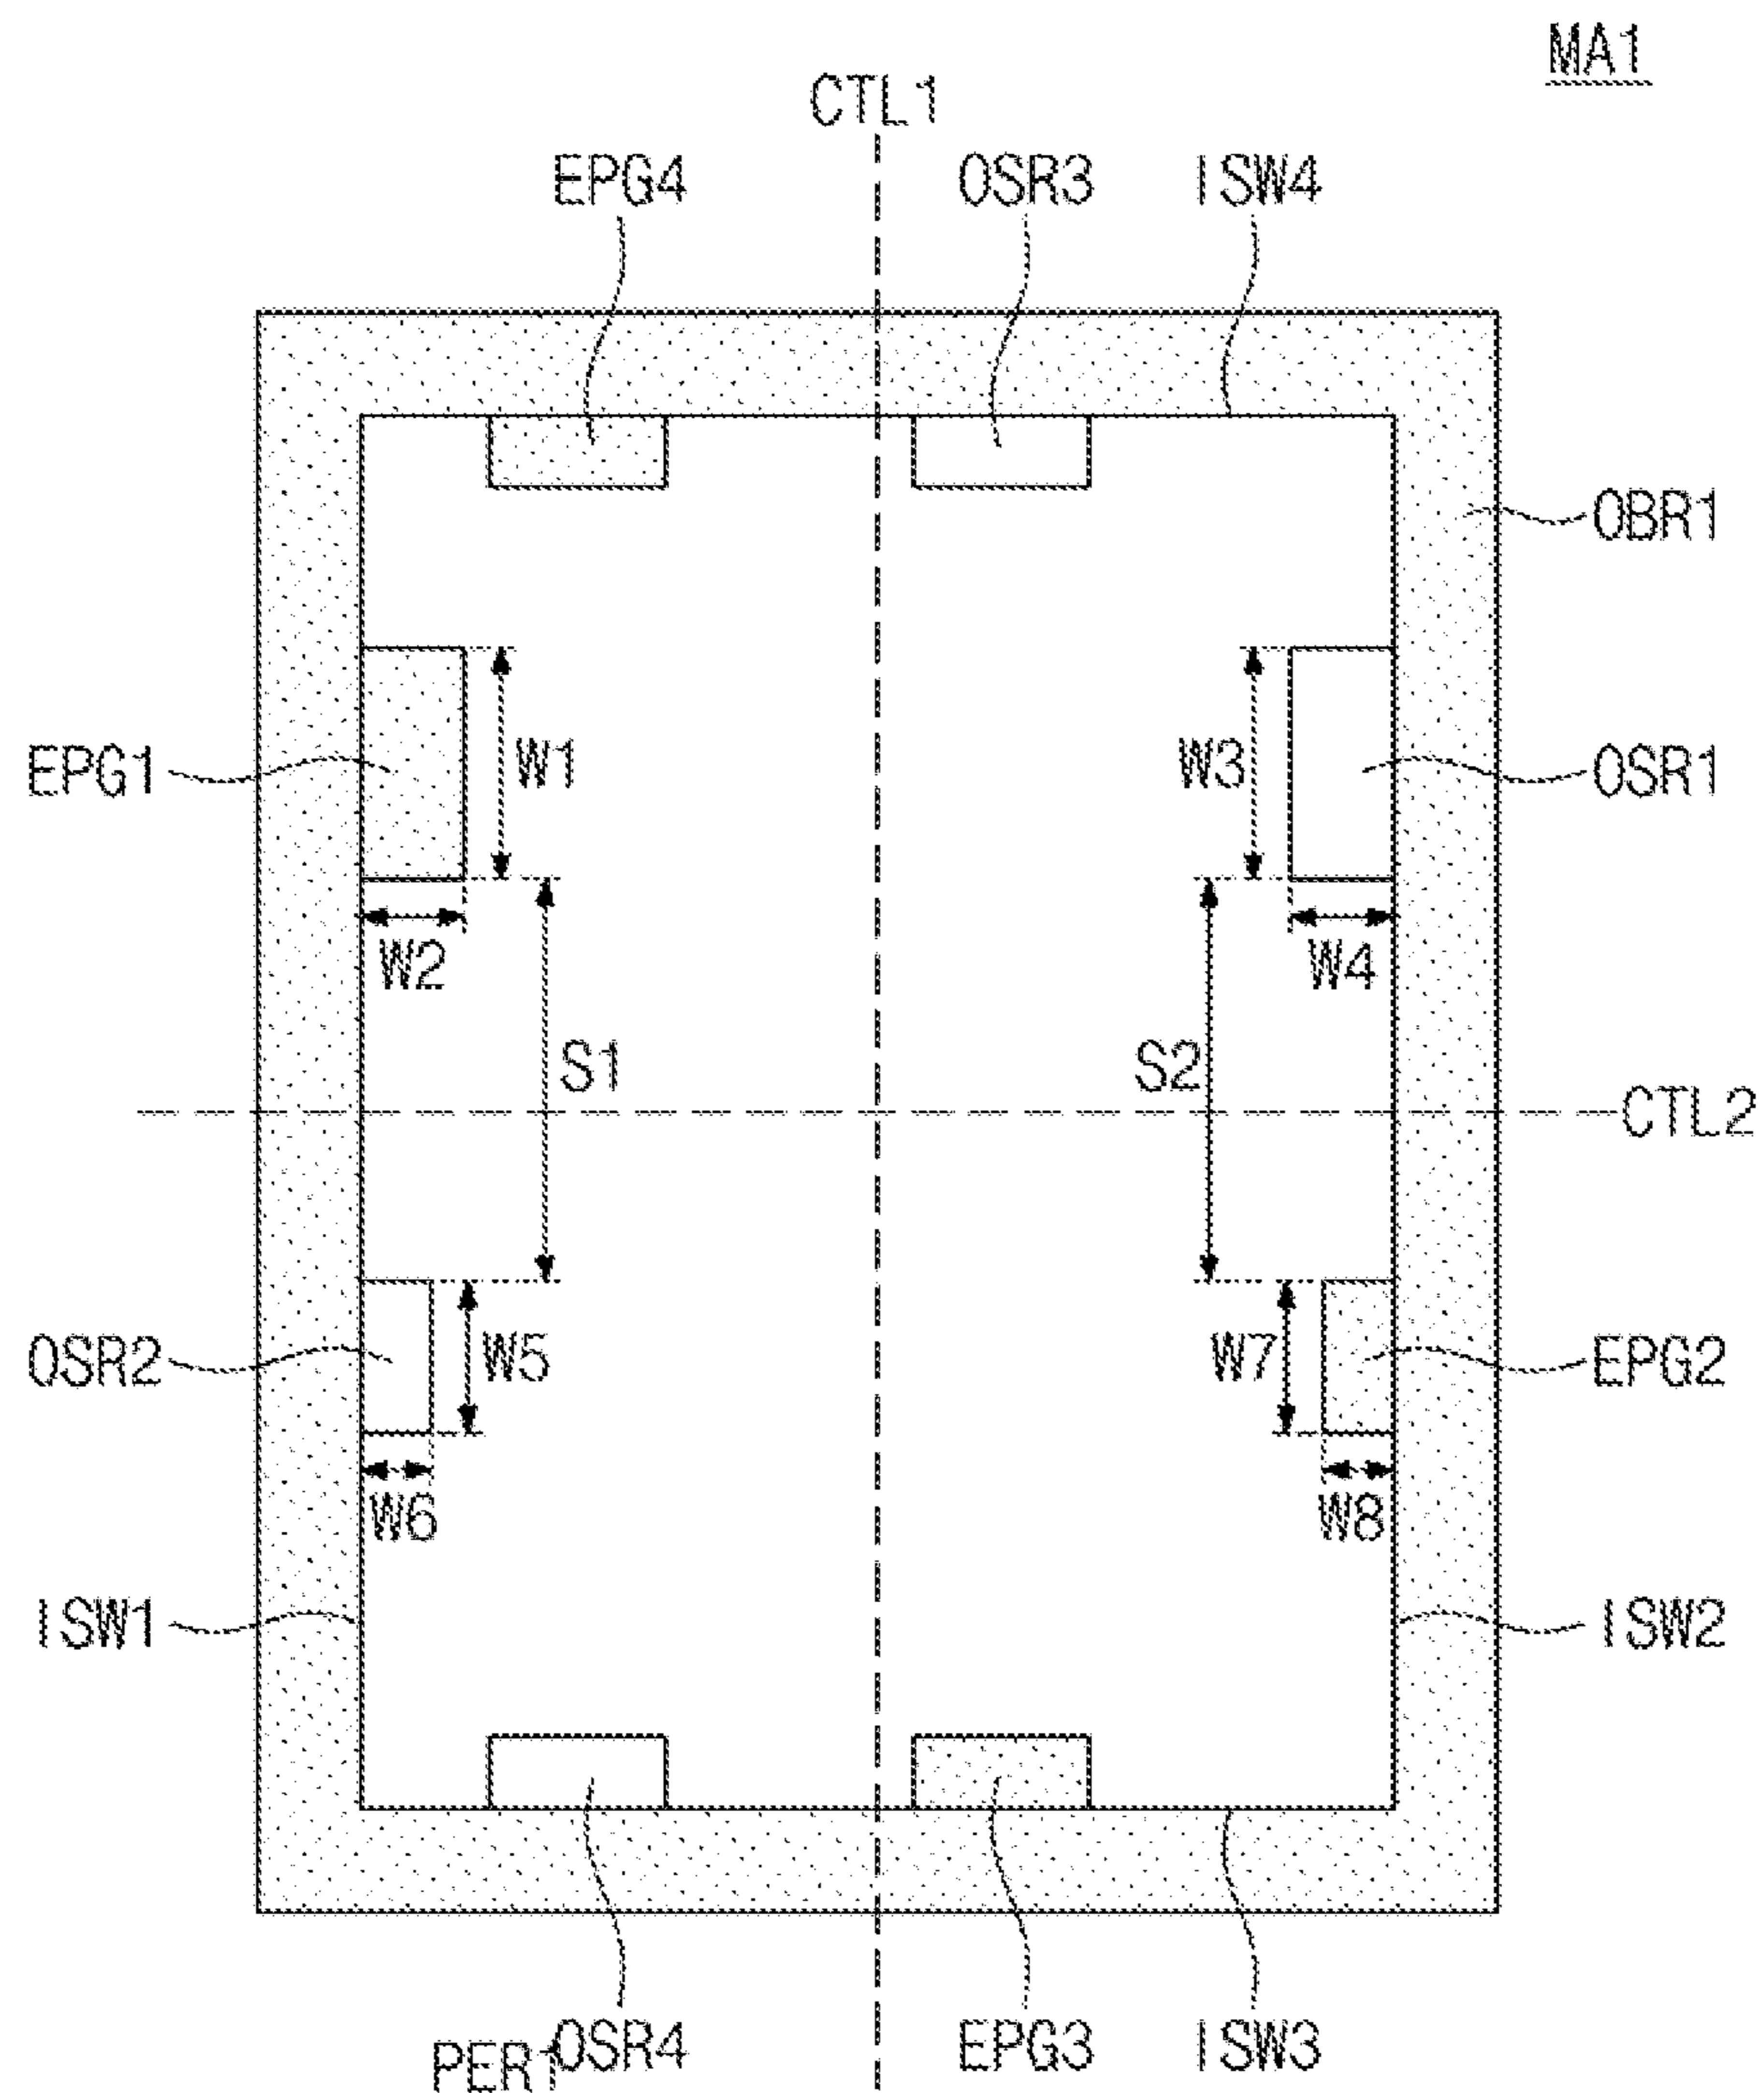 MA1
CTL1
EPG4 OSR3 ISW4
OBR1
EPG1 W1 W3 OSR1
W2 W4
S1 S2
CTL2
OSR2 W5 W7 EPG2
W6 W8
ISW1 ISW2
PER1 OSR4 EPG3 ISW3